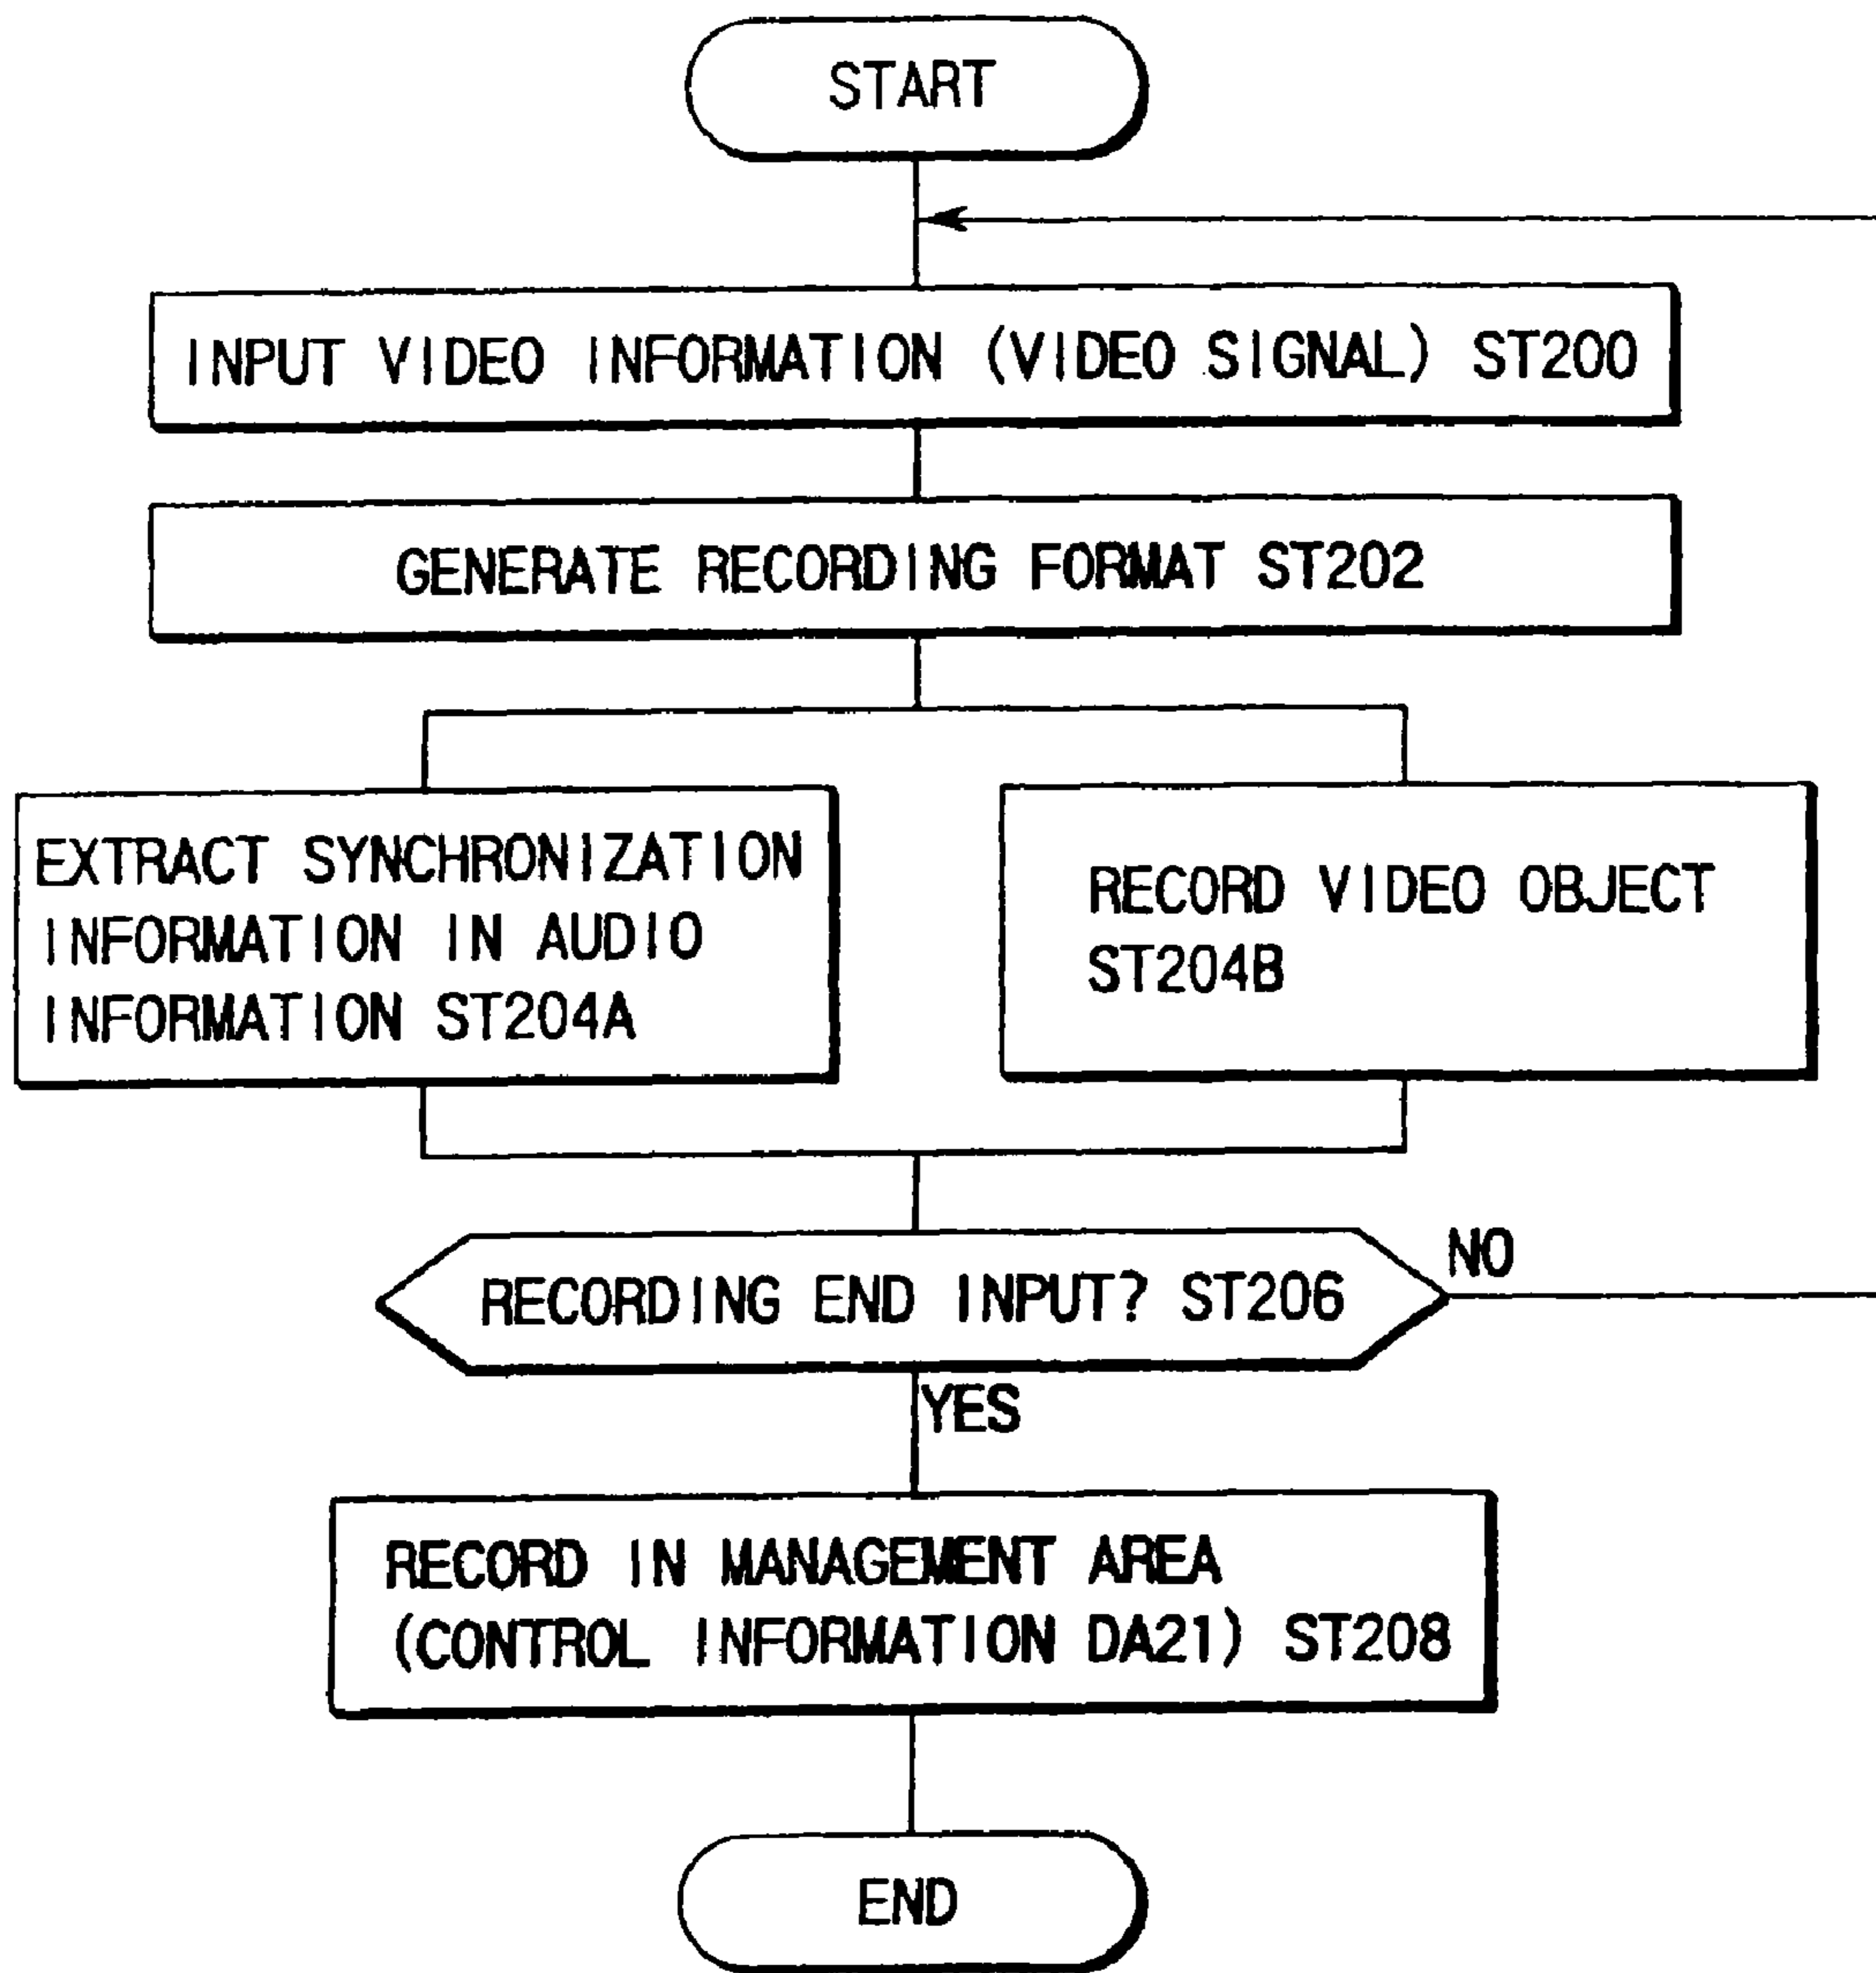 START
INPUT VIDEO INFORMATION (VIDEO SIGNAL) ST200
GENERATE RECORDING FORMAT ST202
EXTRACT SYNCHRONIZATION
INFORMATION IN AUDIO
INFORMATION ST204A
RECORD VIDEO OBJECT
ST204B
RECORDING END INPUT? ST206
NO
YES
RECORD IN MANAGEMENT AREA
(CONTROL INFORMATION DA21) ST208
END